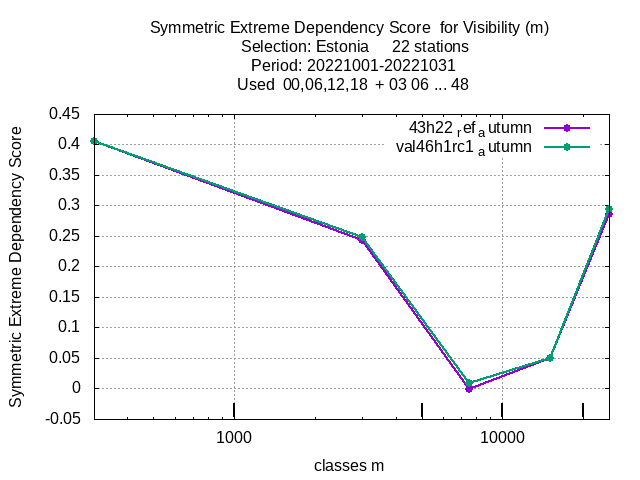 Symmetric Extreme Dependency Score  for Visibility (m)
Selection: Estonia     22 stations
Period: 20221001-20221031
Used  00,06,12,18  + 03 06 ... 48
0.45
0.4
0.35
0.3
0.25
0.2
0.15
0.1
0.05
0
-0.05
Symmetric Extreme Dependency Score
43h22 ref a utumn
val46h1rc1 a utumn
1000
10000
classes m